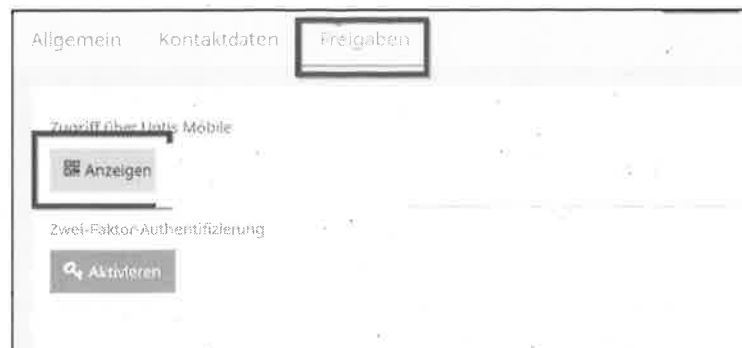 Allgemein Kontaktdaten Freigaben
Zugriff über Untis Mobile
Anzeigen
Zwei-Faktor-Authentifizierung
Aktivieren